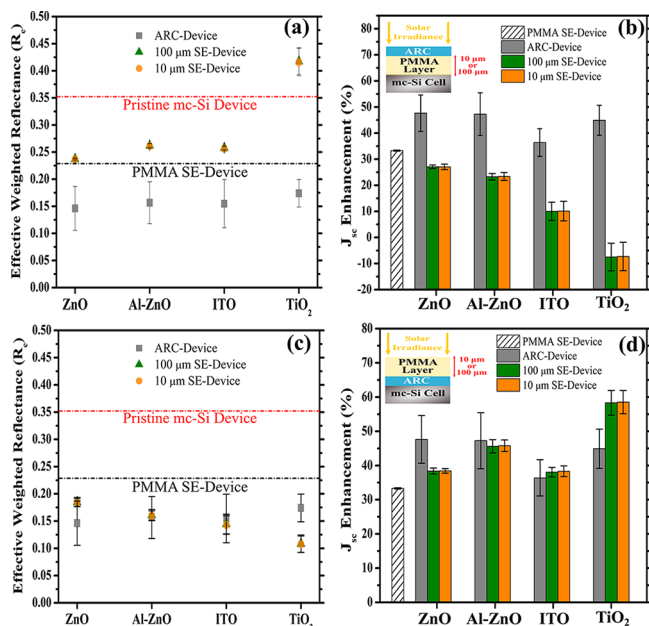 (a)
ARC-Device
100 μm SE-Device
10 μm SE-Device
Pristine mc-Si Device
PMMA SE-Device
Effective Weighted Reflectance (Re)
0.50
0.45
0.40
0.35
0.30
0.25
0.20
0.15
0.10
0.05
0.00
ZnO
Al-ZnO
ITO
TiO2
(b)
PMMA SE-Device
ARC-Device
100 μm SE-Device
10 μm SE-Device
Solar
Irradiance
ARC
PMMA
Layer
mc-Si Cell
10 μm
or
100 μm
Jsc Enhancement (%)
80
70
60
50
40
30
20
10
0
-10
-20
ZnO
Al-ZnO
ITO
TiO2
(c)
ARC-Device
100 μm SE-Device
10 μm SE-Device
Pristine mc-Si Device
PMMA SE-Device
Effective Weighted Reflectance (Re)
0.50
0.45
0.40
0.35
0.30
0.25
0.20
0.15
0.10
0.05
0.00
ZnO
Al-ZnO
ITO
TiO2
(d)
PMMA SE-Device
ARC-Device
100 μm SE-Device
10 μm SE-Device
Solar
Irradiance
PMMA
Layer
ARC
mc-Si Cell
10 μm
or
100 μm
Jsc Enhancement (%)
80
70
60
50
40
30
20
10
0
ZnO
Al-ZnO
ITO
TiO2